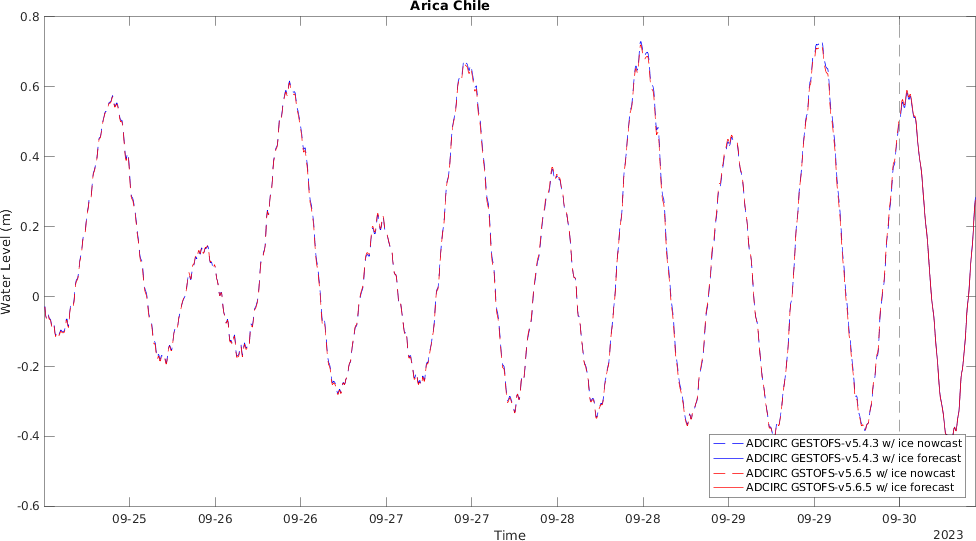 Arica Chile
0.8
0.6
0.4
0.2
0
-0.2
-0.4
-0.6
Water Level (m)
ADCIRC GESTOFS-v5.4.3 w/ ice nowcast
ADCIRC GESTOFS-v5.4.3 w/ ice forecast
ADCIRC GSTOFS-v5.6.5 w/ ice nowcast
ADCIRC GSTOFS-v5.6.5 w/ ice forecast
09-25 09-26 09-26 09-27 09-27 09-28 09-28 09-29 09-29 09-30
Time
2023